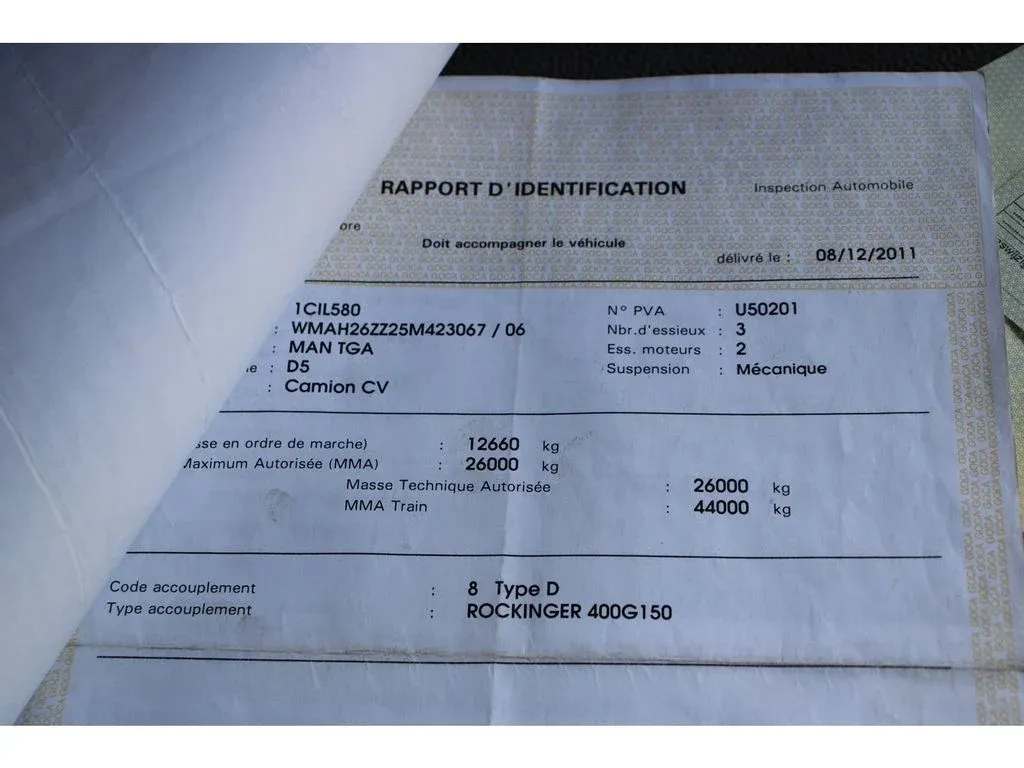 RAPPORT D'IDENTIFICATION Inspection Automobile
Doit accompagner le véhicule
délivré le : 08/12/2011
1CIL580 N° PVA : U50201
: WMAH26ZZ25M423067 / 06 Nbr.d'essieux : 3
: MAN TGA Ess. moteurs : 2
: D5 Suspension : Mécanique
: Camion CV
en ordre de marche) : 12660 kg
Maximum Autorisée (MMA) : 26000 kg
Masse Technique Autorisée : 26000 kg
MMA Train : 44000 kg
Code accouplement : 8 Type D
Type accouplement : ROCKINGER 400G150